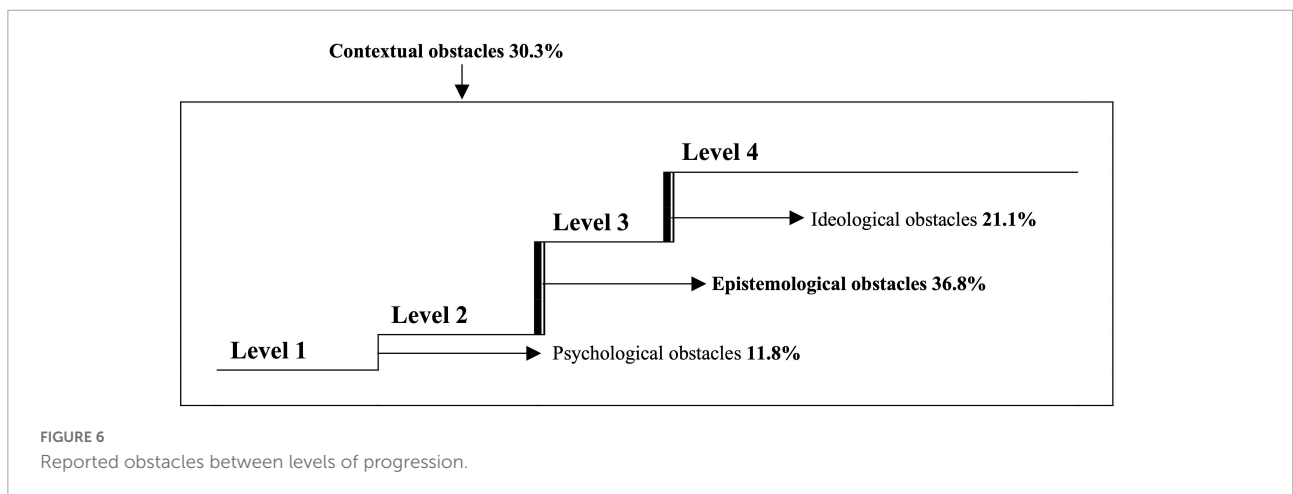 Contextual obstacles 30.3%
Level 4
Ideological obstacles 21.1%
Level 3
Epistemological obstacles 36.8%
Level 2
Level 1
Psychological obstacles 11.8%
FIGURE 6
Reported obstacles between levels of progression.